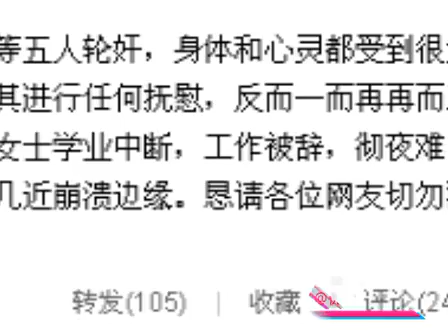 等五人轮奸，身体和心灵都受到很
其进行任何抚慰，反而一而再再而
女士学业中断，工作被辞，彻夜难
几近崩溃边缘。恳请各位网友切勿
转发(105) | 收藏 评论(24